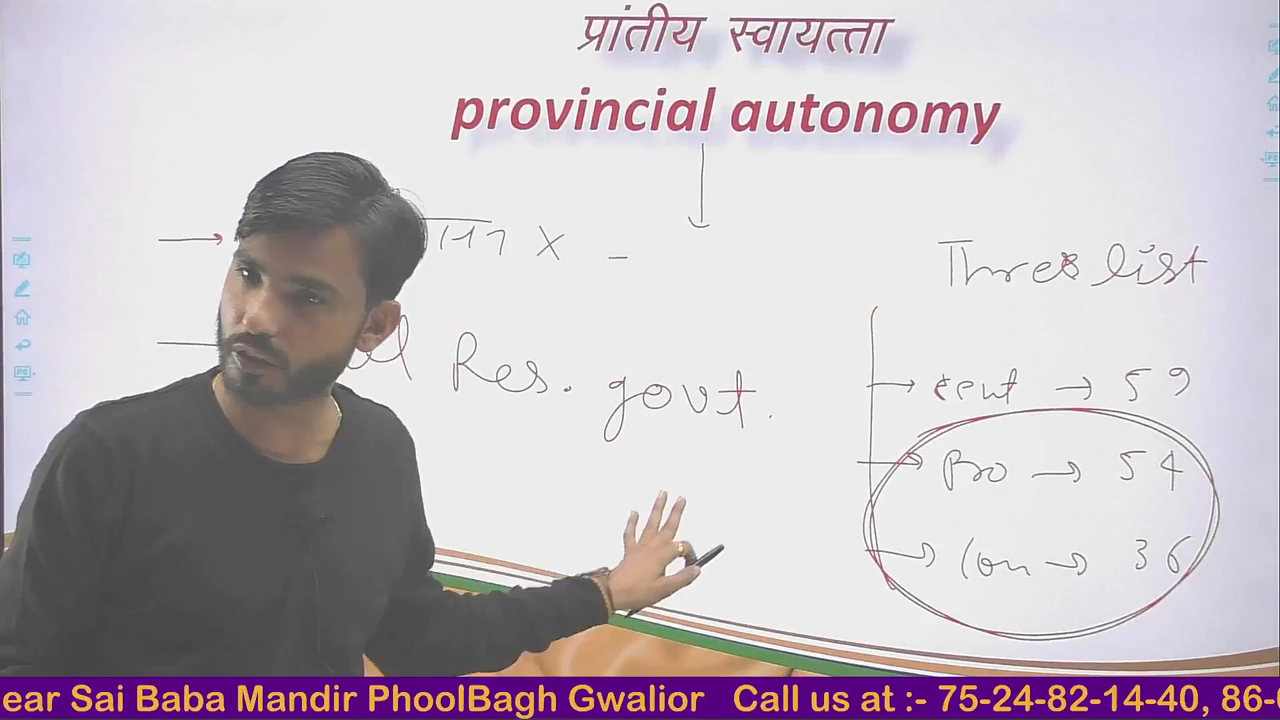 प्रांतीय स्वायत्ता
provincial autonomy
X -
Res. govt.
Three list
cent → 59
Pro → 54
Con → 36
ear Sai Baba Mandir PhoolBagh Gwalior Call us at :- 75-24-82-14-40, 86-